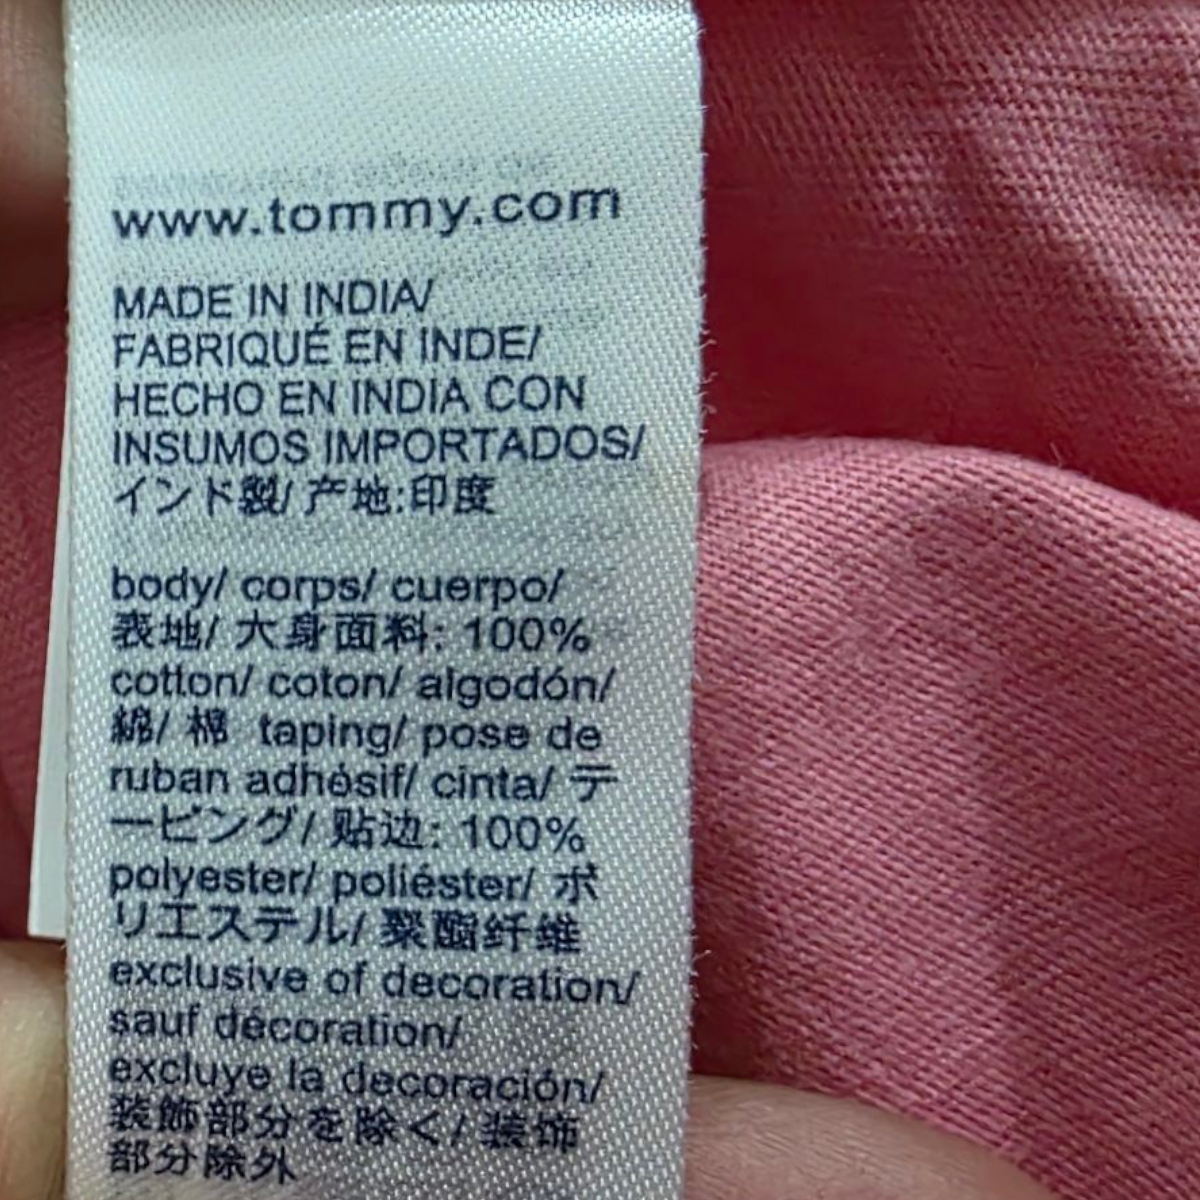 www.tommy.com
MADE IN INDIA/
FABRIQUÉ EN INDE/
HECHO EN INDIA CON
INSUMOS IMPORTADOS/
インド製/ 产地:印度
body/ corps/ cuerpo/
表地/ 大身面料: 100%
cotton/ coton/ algodón/
綿/ 棉 taping/ pose de
ruban adhésif/ cinta/ テ
ーピング/ 贴边: 100%
polyester/ poliéster/ ポ
リエステル/ 聚酯纤维
exclusive of decoration/
sauf décoration/
excluye la decoración/
装飾部分を除く/ 装饰
部分除外